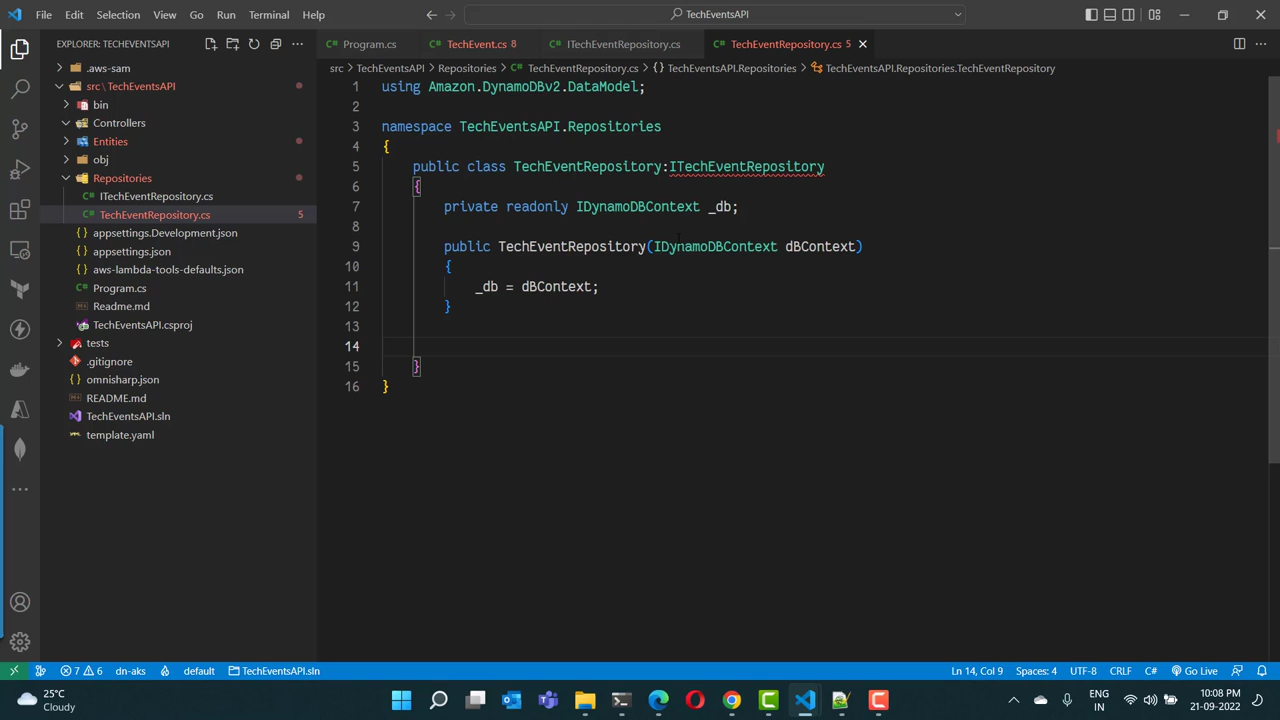 File Edit Selection View Go Run Terminal Help
TechEventsAPI
EXPLORER: TECHEVENTSAPI
Program.cs TechEvent.cs 8 ITechEventRepository.cs TechEventRepository.cs 5
src > TechEventsAPI > Repositories > TechEventRepository.cs > {} TechEventsAPI.Repositories > TechEventsAPI.Repositories.TechEventRepository
.aws-sam
src \ TechEventsAPI
bin
Controllers
Entities
obj
Repositories
ITechEventRepository.cs
TechEventRepository.cs 5
appsettings.Development.json
appsettings.json
aws-lambda-tools-defaults.json
Program.cs
Readme.md
TechEventsAPI.csproj
tests
.gitignore
omnisharp.json
README.md
TechEventsAPI.sln
template.yaml
1 using Amazon.DynamoDBv2.DataModel;
2
3 namespace TechEventsAPI.Repositories
4 {
5 public class TechEventRepository:ITechEventRepository
6 {
7 private readonly IDynamoDBContext _db;
8
9 public TechEventRepository(IDynamoDBContext dBContext)
10 {
11 _db = dBContext;
12 }
13
14
15 }
16 }
7 6 dn-aks default TechEventsAPI.sln
Ln 14, Col 9 Spaces: 4 UTF-8 CRLF C# Go Live
25°C
Cloudy
ENG
IN
10:08 PM
21-09-2022